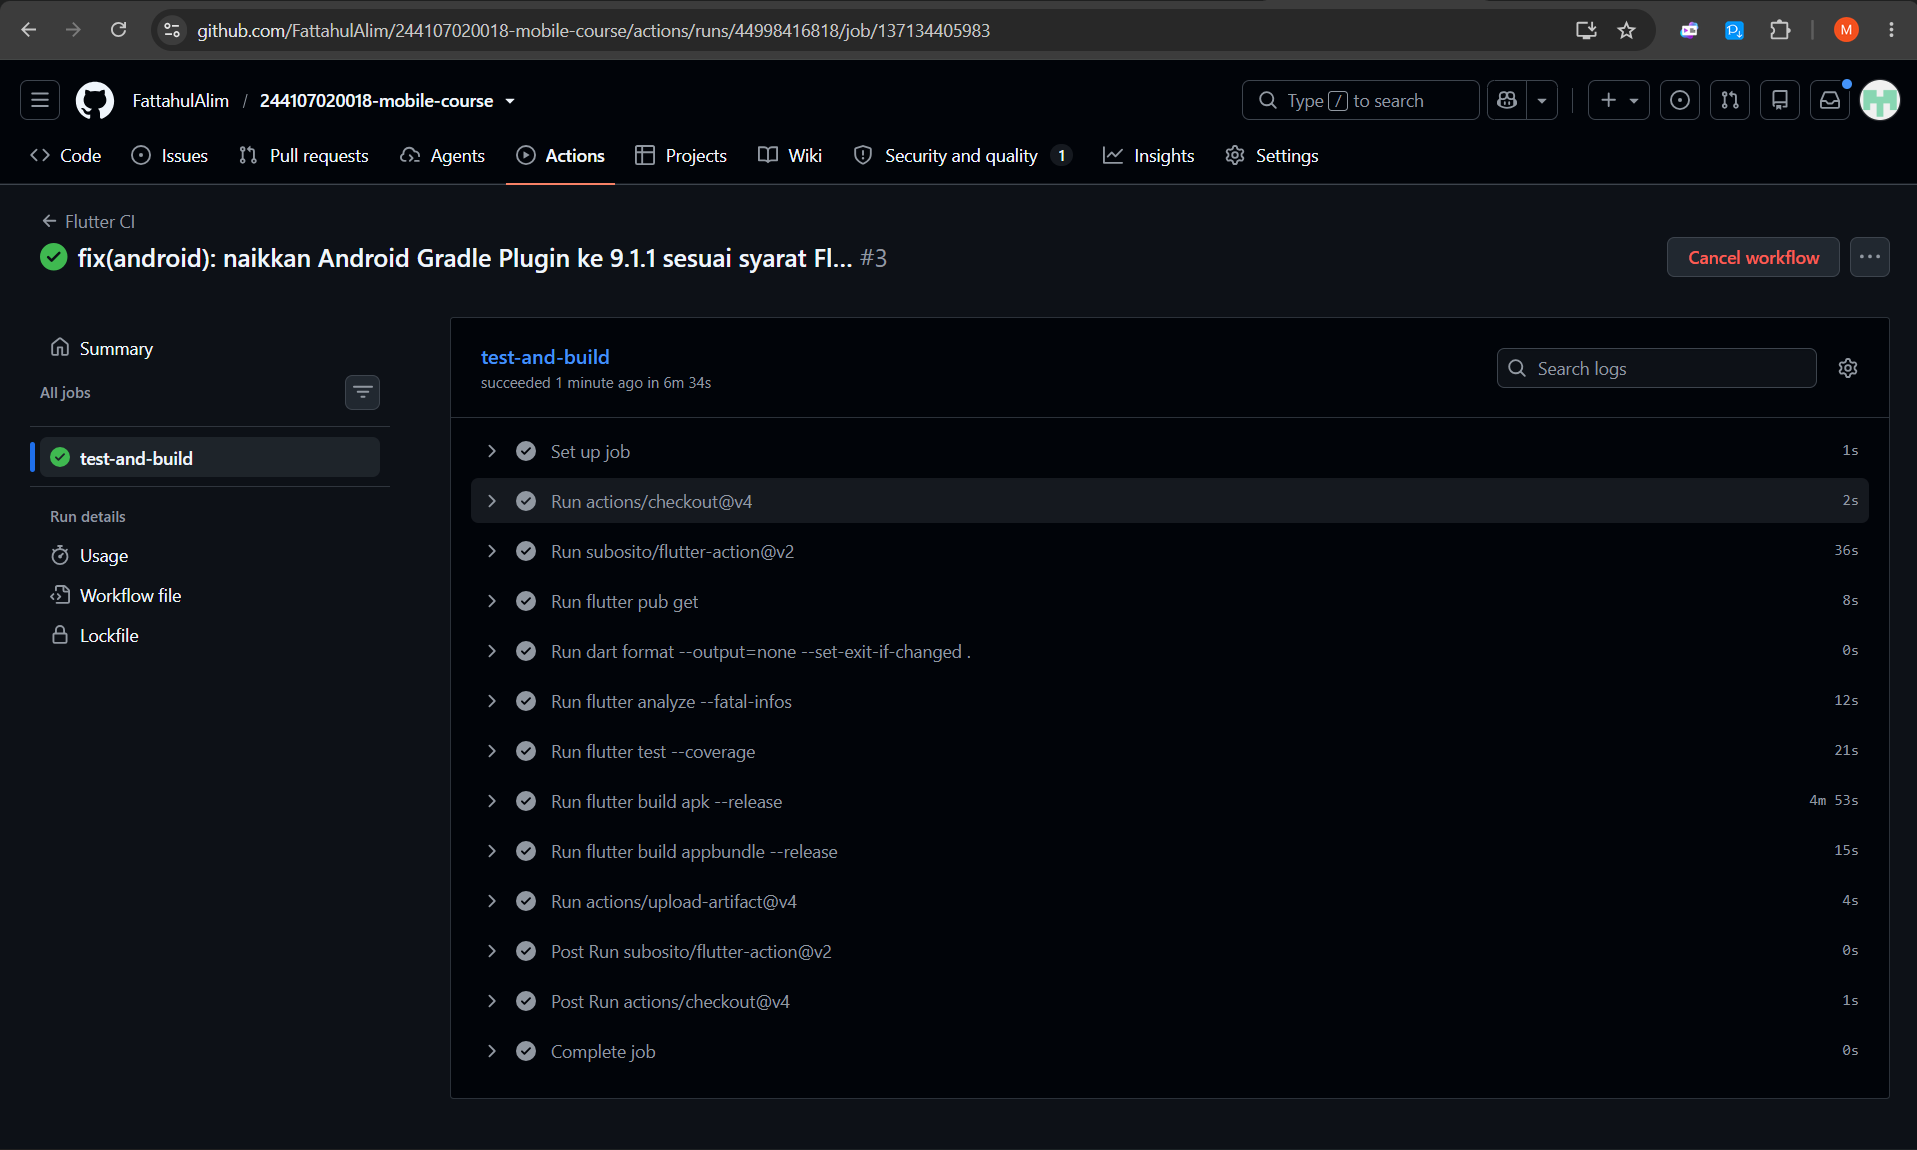 github.com/FattahulAlim/244107020018-mobile-course/actions/runs/44998416818/job/137134405983
M
FattahulAlim / 244107020018-mobile-course
Type / to search
Code
Issues
Pull requests
Agents
Actions
Projects
Wiki
Security and quality 1
Insights
Settings
Flutter CI
fix(android): naikkan Android Gradle Plugin ke 9.1.1 sesuai syarat Fl... #3
Cancel workflow
Summary
All jobs
test-and-build
Run details
Usage
Workflow file
Lockfile
test-and-build
succeeded 1 minute ago in 6m 34s
Search logs
Set up job 1s
Run actions/checkout@v4 2s
Run subosito/flutter-action@v2 36s
Run flutter pub get 8s
Run dart format --output=none --set-exit-if-changed . 0s
Run flutter analyze --fatal-infos 12s
Run flutter test --coverage 21s
Run flutter build apk --release 4m 53s
Run flutter build appbundle --release 15s
Run actions/upload-artifact@v4 4s
Post Run subosito/flutter-action@v2 0s
Post Run actions/checkout@v4 1s
Complete job 0s